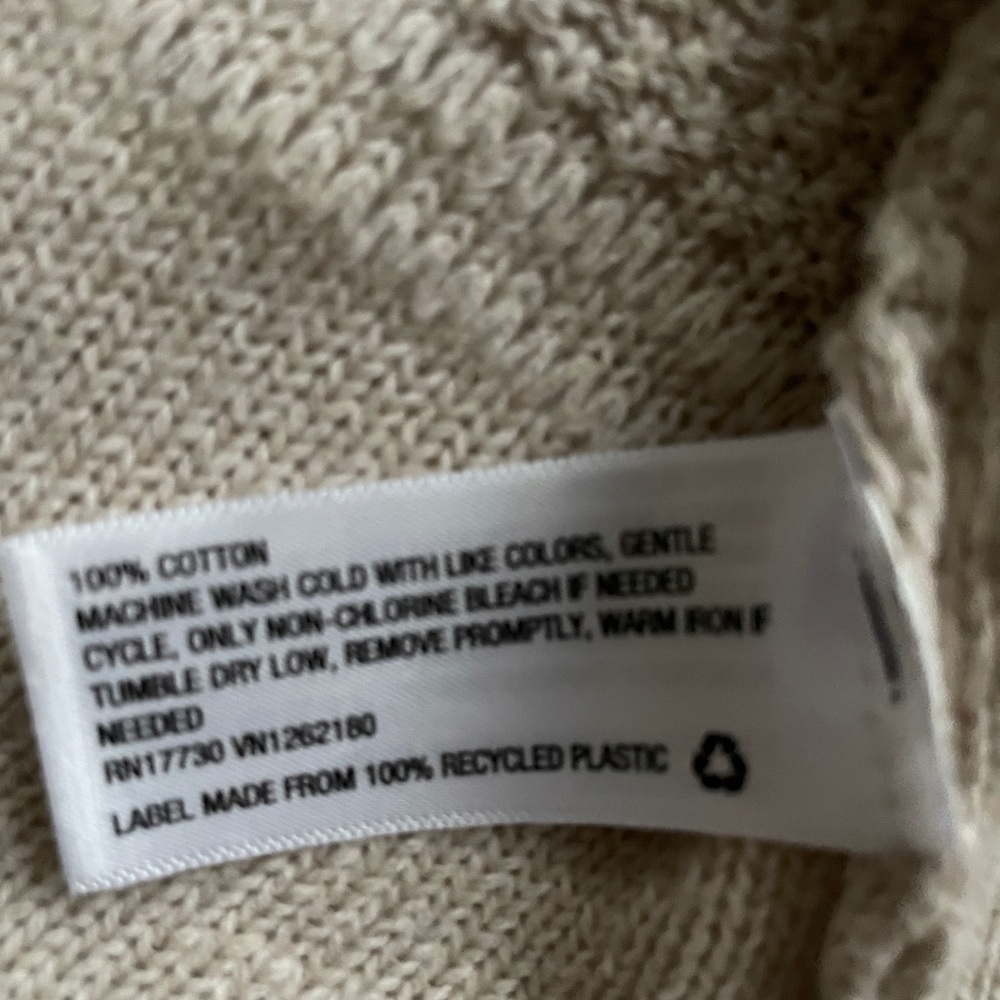 100% COTTON
MACHINE WASH COLD WITH LIKE COLORS, GENTLE
CYCLE, ONLY NON-CHLORINE BLEACH IF NEEDED
TUMBLE DRY LOW, REMOVE PROMPTLY, WARM IRON IF
NEEDED
RN17730 VN1262180
LABEL MADE FROM 100% RECYCLED PLASTIC